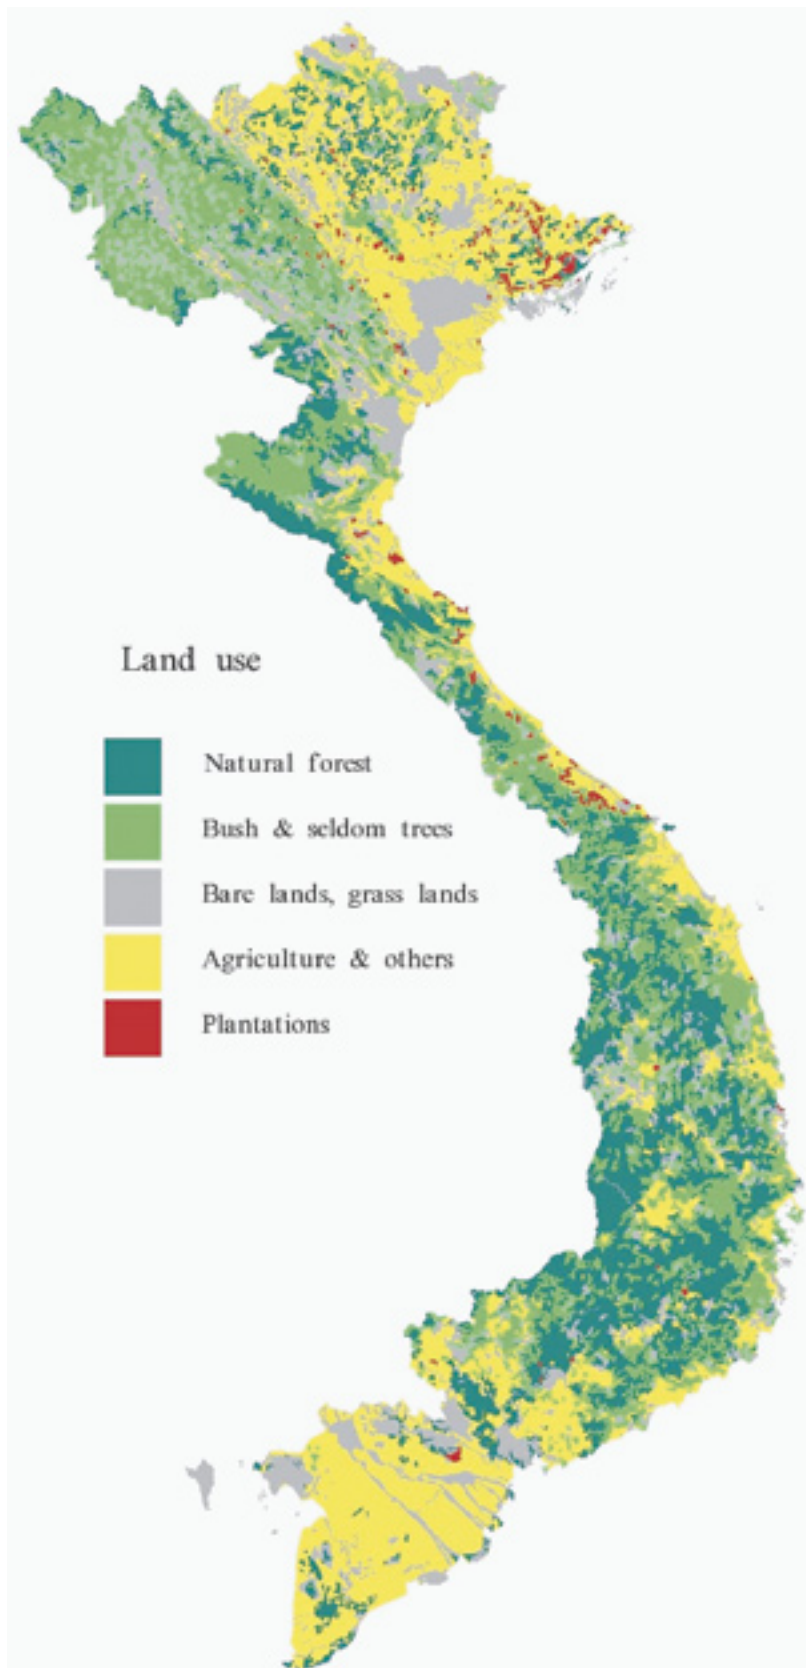 Land use
Natural forest
Bush & seldom trees
Bare lands, grass lands
Agriculture & others
Plantations